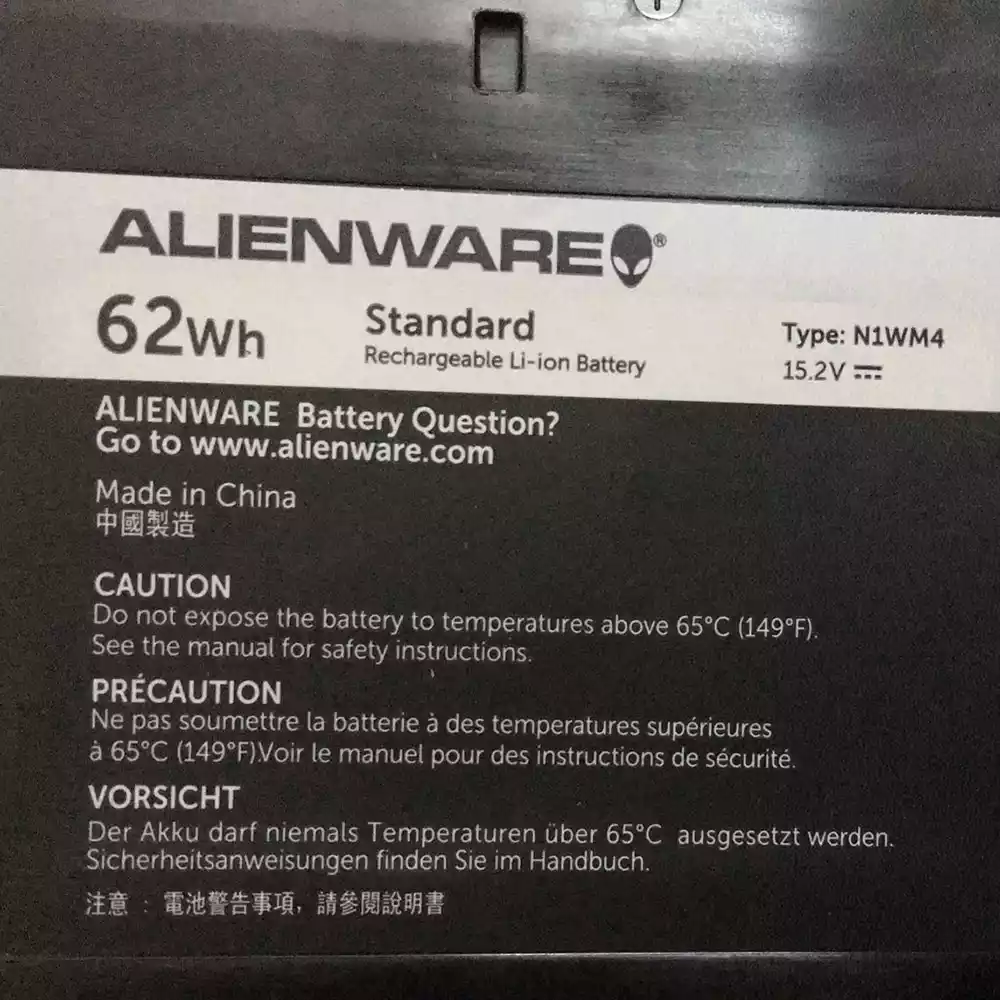 ALIENWARE®
62Wh
Standard
Rechargeable Li-ion Battery
Type: N1WM4
15.2V
ALIENWARE Battery Question?
Go to www.alienware.com
Made in China
中國製造
CAUTION
Do not expose the battery to temperatures above 65°C (149°F).
See the manual for safety instructions.
PRÉCAUTION
Ne pas soumettre la batterie à des temperatures supérieures
à 65°C (149°F).Voir le manuel pour des instructions de sécurité.
VORSICHT
Der Akku darf niemals Temperaturen über 65°C ausgesetzt werden.
Sicherheitsanweisungen finden Sie im Handbuch.
注意 : 電池警告事項, 請參閱說明書